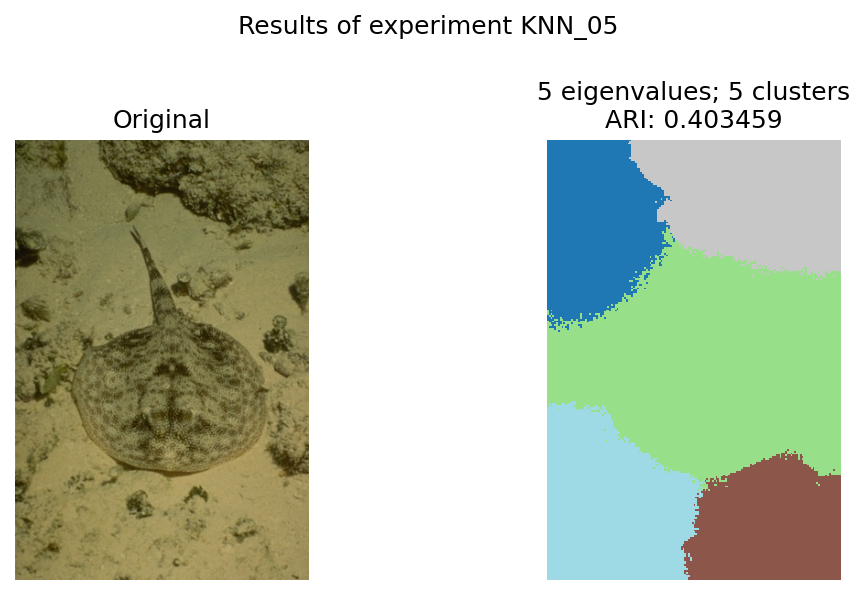 Results of experiment KNN_05
Original
5 eigenvalues; 5 clusters
ARI: 0.403459